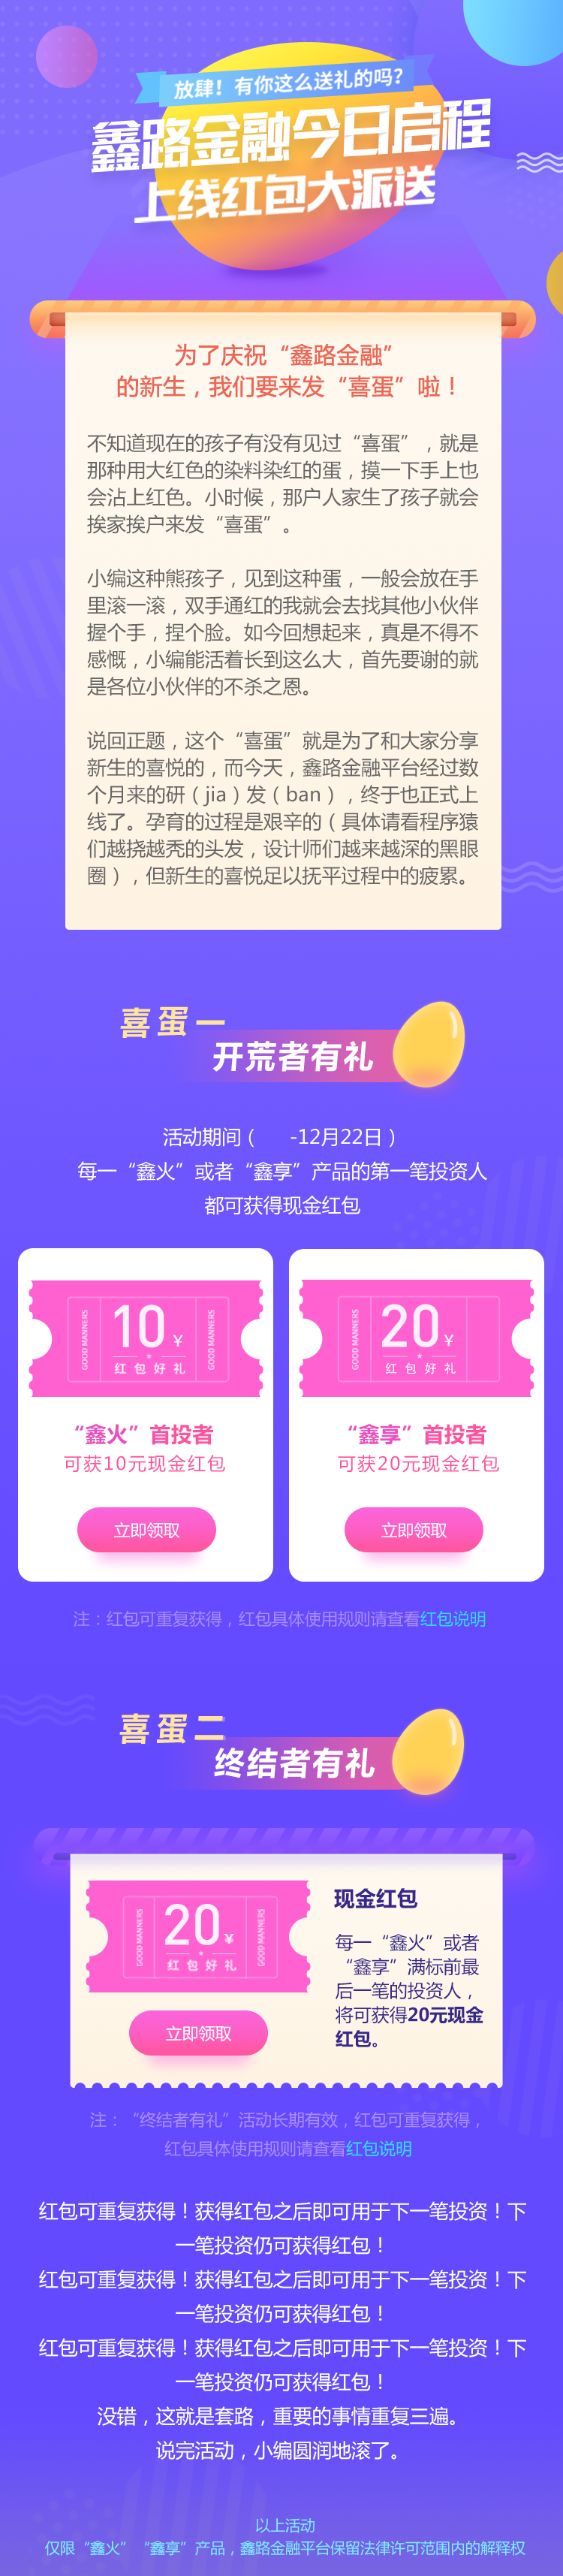 放肆！有你这么送礼的吗？
鑫路金融今日启程
上线红包大派送
为了庆祝“鑫路金融”
的新生，我们要来发“喜蛋”啦！
不知道现在的孩子有没有见过“喜蛋”，就是
那种用大红色的染料染红的蛋，摸一下手上也
会沾上红色。小时候，那户人家生了孩子就会
挨家挨户来发“喜蛋”。
小编这种熊孩子，见到这种蛋，一般会放在手
里滚一滚，双手通红的我就会去找其他小伙伴
握个手，捏个脸。如今回想起来，真是不得不
感慨，小编能活着长到这么大，首先要谢的就
是各位小伙伴的不杀之恩。
说回正题，这个“喜蛋”就是为了和大家分享
新生的喜悦的，而今天，鑫路金融平台经过数
个月来的研（jia）发（ban），终于也正式上
线了。孕育的过程是艰辛的（具体请看程序猿
们越挠越秃的头发，设计师们越来越深的黑眼
圈），但新生的喜悦足以抚平过程中的疲累。
喜蛋一
开荒者有礼
活动期间（ -12月22日）
每一“鑫火”或者“鑫享”产品的第一笔投资人
都可获得现金红包
GOOD MANNERS
10¥
红包好礼
GOOD MANNERS
“鑫火”首投者
可获10元现金红包
立即领取
GOOD MANNERS
20¥
红包好礼
“鑫享”首投者
可获20元现金红包
立即领取
注：红包可重复获得，红包具体使用规则请查看红包说明
喜蛋二
终结者有礼
GOOD MANNERS
20¥
红包好礼
GOOD MANNERS
立即领取
现金红包
每一“鑫火”或者
“鑫享”满标前最
后一笔的投资人，
将可获得20元现金
红包。
注：“终结者有礼”活动长期有效，红包可重复获得，
红包具体使用规则请查看红包说明
红包可重复获得！获得红包之后即可用于下一笔投资！下
一笔投资仍可获得红包！
红包可重复获得！获得红包之后即可用于下一笔投资！下
一笔投资仍可获得红包！
红包可重复获得！获得红包之后即可用于下一笔投资！下
一笔投资仍可获得红包！
没错，这就是套路，重要的事情重复三遍。
说完活动，小编圆润地滚了。
以上活动
仅限“鑫火”“鑫享”产品，鑫路金融平台保留法律许可范围内的解释权